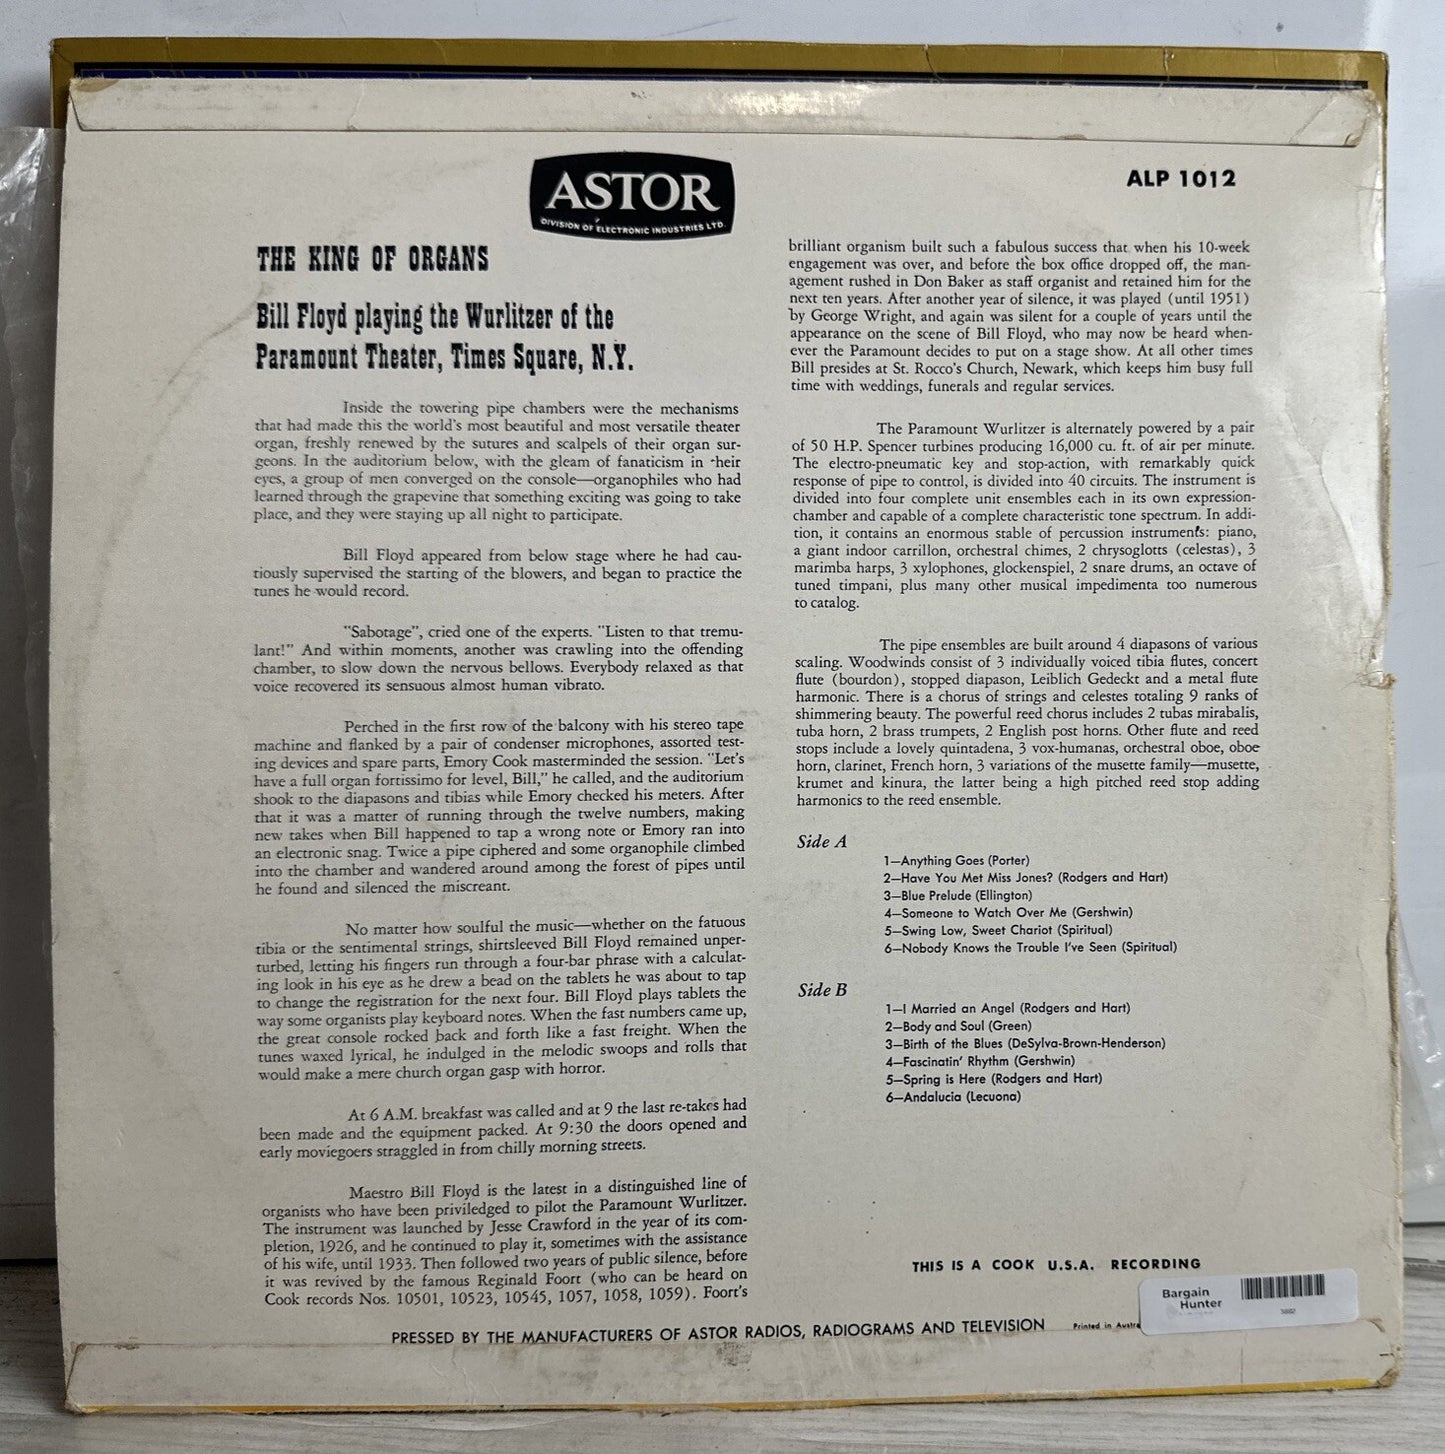 ASTOR
DIVISION OF ELECTRONIC INDUSTRIES LTD.
ALP 1012
THE KING OF ORGANS
Bill Floyd playing the Wurlitzer of the
Paramount Theater, Times Square, N.Y.
Inside the towering pipe chambers were the mechanisms
that had made this the world's most beautiful and most versatile theater
organ, freshly renewed by the sutures and scalpels of their organ sur-
geons. In the auditorium below, with the gleam of fanaticism in their
eyes, a group of men converged on the console—organophiles who had
learned through the grapevine that something exciting was going to take
place, and they were staying up all night to participate.
Bill Floyd appeared from below stage where he had cau-
tiously supervised the starting of the blowers, and began to practice the
tunes he would record.
"Sabotage", cried one of the experts. "Listen to that tremu-
lant!" And within moments, another was crawling into the offending
chamber, to slow down the nervous bellows. Everybody relaxed as that
voice recovered its sensuous almost human vibrato.
Perched in the first row of the balcony with his stereo tape
machine and flanked by a pair of condenser microphones, assorted test-
ing devices and spare parts, Emory Cook masterminded the session. "Let's
have a full organ fortissimo for level, Bill," he called, and the auditorium
shook to the diapasons and tibias while Emory checked his meters. After
that it was a matter of running through the twelve numbers, making
new takes when Bill happened to tap a wrong note or Emory ran into
an electronic snag. Twice a pipe ciphered and some organophile climbed
into the chamber and wandered around among the forest of pipes until
he found and silenced the miscreant.
No matter how soulful the music—whether on the fatuous
tibia or the sentimental strings, shirtsleeved Bill Floyd remained unper-
turbed, letting his fingers run through a four-bar phrase with a calculat-
ing look in his eye as he drew a bead on the tablets he was about to tap
to change the registration for the next four. Bill Floyd plays tablets the
way some organists play keyboard notes. When the fast numbers came up,
the great console rocked back and forth like a fast freight. When the
tunes waxed lyrical, he indulged in the melodic swoops and rolls that
would make a mere church organ gasp with horror.
At 6 A.M. breakfast was called and at 9 the last re-takes had
been made and the equipment packed. At 9:30 the doors opened and
early moviegoers straggled in from chilly morning streets.
Maestro Bill Floyd is the latest in a distinguished line of
organists who have been priviledged to pilot the Paramount Wurlitzer.
The instrument was launched by Jesse Crawford in the year of its com-
pletion, 1926, and he continued to play it, sometimes with the assistance
of his wife, until 1933. Then followed two years of public silence, before
it was revived by the famous Reginald Foort (who can be heard on
Cook records Nos. 10501, 10523, 10545, 1057, 1058, 1059). Foort's
brilliant organism built such a fabulous success that when his 10-week
engagement was over, and before the box office dropped off, the man-
agement rushed in Don Baker as staff organist and retained him for the
next ten years. After another year of silence, it was played (until 1951)
by George Wright, and again was silent for a couple of years until the
appearance on the scene of Bill Floyd, who may now be heard when-
ever the Paramount decides to put on a stage show. At all other times
Bill presides at St. Rocco's Church, Newark, which keeps him busy full
time with weddings, funerals and regular services.
The Paramount Wurlitzer is alternately powered by a pair
of 50 H.P. Spencer turbines producing 16,000 cu. ft. of air per minute.
The electro-pneumatic key and stop-action, with remarkably quick
response of pipe to control, is divided into 40 circuits. The instrument is
divided into four complete unit ensembles each in its own expression-
chamber and capable of a complete characteristic tone spectrum. In addi-
tion, it contains an enormous stable of percussion instruments: piano,
a giant indoor carrillon, orchestral chimes, 2 chrysoglotts (celestas), 3
marimba harps, 3 xylophones, glockenspiel, 2 snare drums, an octave of
tuned timpani, plus many other musical impedimenta too numerous
to catalog.
The pipe ensembles are built around 4 diapasons of various
scaling. Woodwinds consist of 3 individually voiced tibia flutes, concert
flute (bourdon), stopped diapason, Leiblich Gedeckt and a metal flute
harmonic. There is a chorus of strings and celestes totaling 9 ranks of
shimmering beauty. The powerful reed chorus includes 2 tubas mirabalis,
tuba horn, 2 brass trumpets, 2 English post horns. Other flute and reed
stops include a lovely quintadena, 3 vox-humanas, orchestral oboe, oboe
horn, clarinet, French horn, 3 variations of the musette family—musette,
krumet and kinura, the latter being a high pitched reed stop adding
harmonics to the reed ensemble.
Side A
1—Anything Goes (Porter)
2—Have You Met Miss Jones? (Rodgers and Hart)
3—Blue Prelude (Ellington)
4—Someone to Watch Over Me (Gershwin)
5—Swing Low, Sweet Chariot (Spiritual)
6—Nobody Knows the Trouble I've Seen (Spiritual)
Side B
1—I Married an Angel (Rodgers and Hart)
2—Body and Soul (Green)
3—Birth of the Blues (DeSylva-Brown-Henderson)
4—Fascinatin' Rhythm (Gershwin)
5—Spring is Here (Rodgers and Hart)
6—Andalucia (Lecuona)
THIS IS A COOK U.S.A. RECORDING
Bargain
Hunter
PRESSED BY THE MANUFACTURERS OF ASTOR RADIOS, RADIOGRAMS AND TELEVISION
Printed in